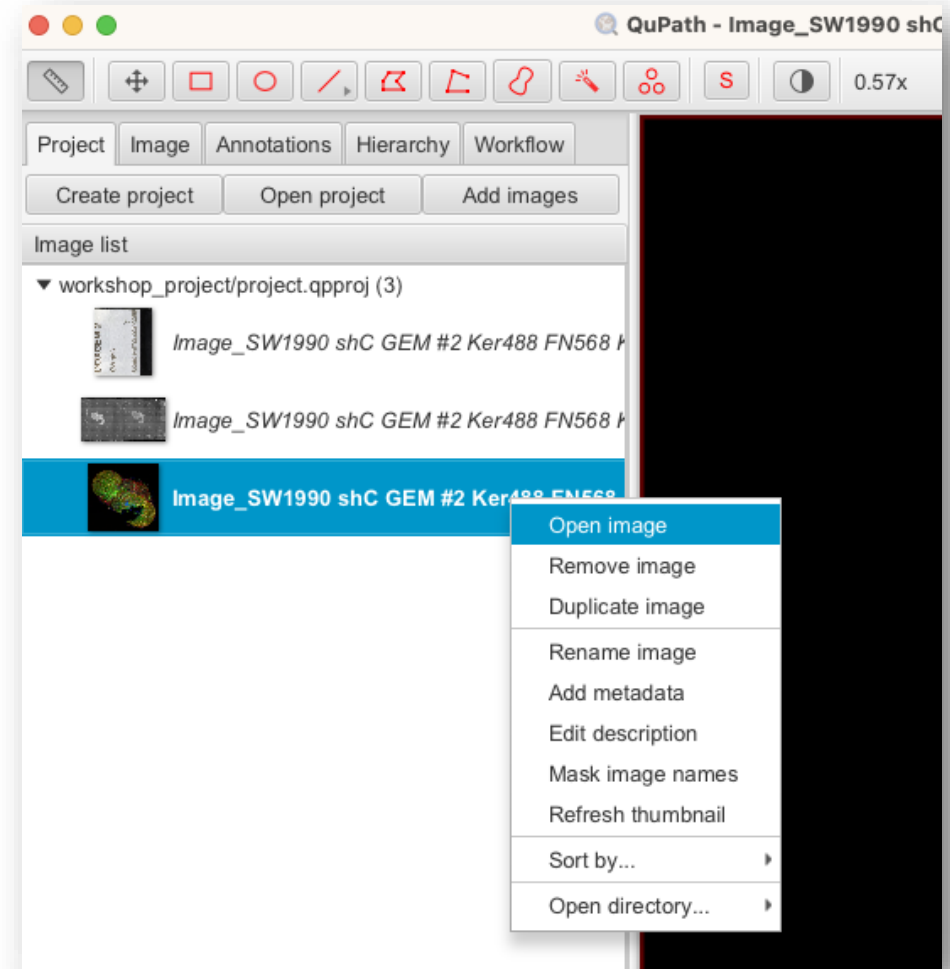 QuPath - Image_SW1990 shC
S
0.57x
Project Image Annotations Hierarchy Workflow
Create project Open project Add images
Image list
workshop_project/project.qpproj (3)
Image_SW1990 shC GEM #2 Ker488 FN568
Image_SW1990 shC GEM #2 Ker488 FN568
Image_SW1990 shC GEM #2 Ker488 FN568
Open image
Remove image
Duplicate image
Rename image
Add metadata
Edit description
Mask image names
Refresh thumbnail
Sort by...
Open directory...